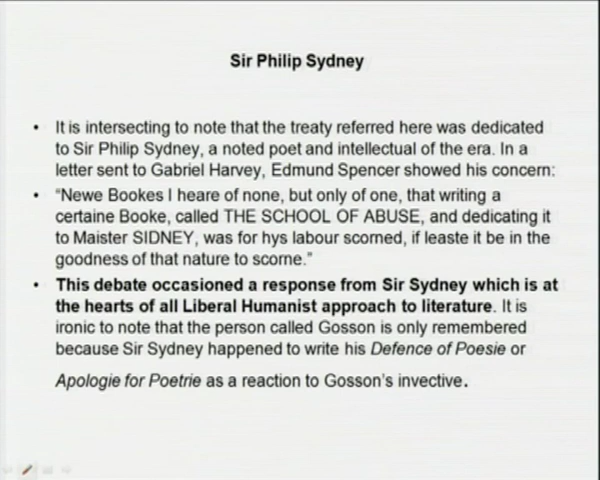 Sir Philip Sydney
• It is intersecting to note that the treaty referred here was dedicated
to Sir Philip Sydney, a noted poet and intellectual of the era. In a
letter sent to Gabriel Harvey, Edmund Spencer showed his concern:
• “Newe Bookes I heare of none, but only of one, that writing a
certaine Booke, called THE SCHOOL OF ABUSE, and dedicating it
to Maister SIDNEY, was for hys labour scorned, if leaste it be in the
goodness of that nature to scorne.”
• This debate occasioned a response from Sir Sydney which is at
the hearts of all Liberal Humanist approach to literature. It is
ironic to note that the person called Gosson is only remembered
because Sir Sydney happened to write his Defence of Poesie or
Apologie for Poetrie as a reaction to Gosson’s invective.